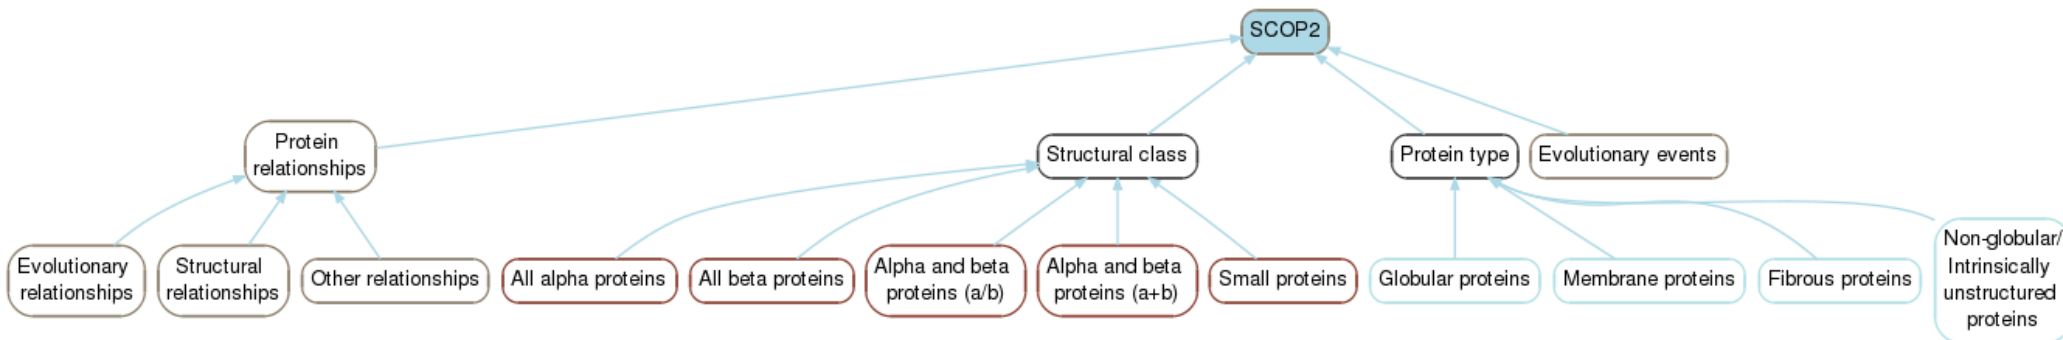 SCOP2
Protein
relationships
Structural class
Protein type
Evolutionary events
Evolutionary
relationships
Structural
relationships
Other relationships
All alpha proteins
All beta proteins
Alpha and beta
proteins (a/b)
Alpha and beta
proteins (a+b)
Small proteins
Globular proteins
Membrane proteins
Fibrous proteins
Non-globular/
Intrinsically
unstructured
proteins